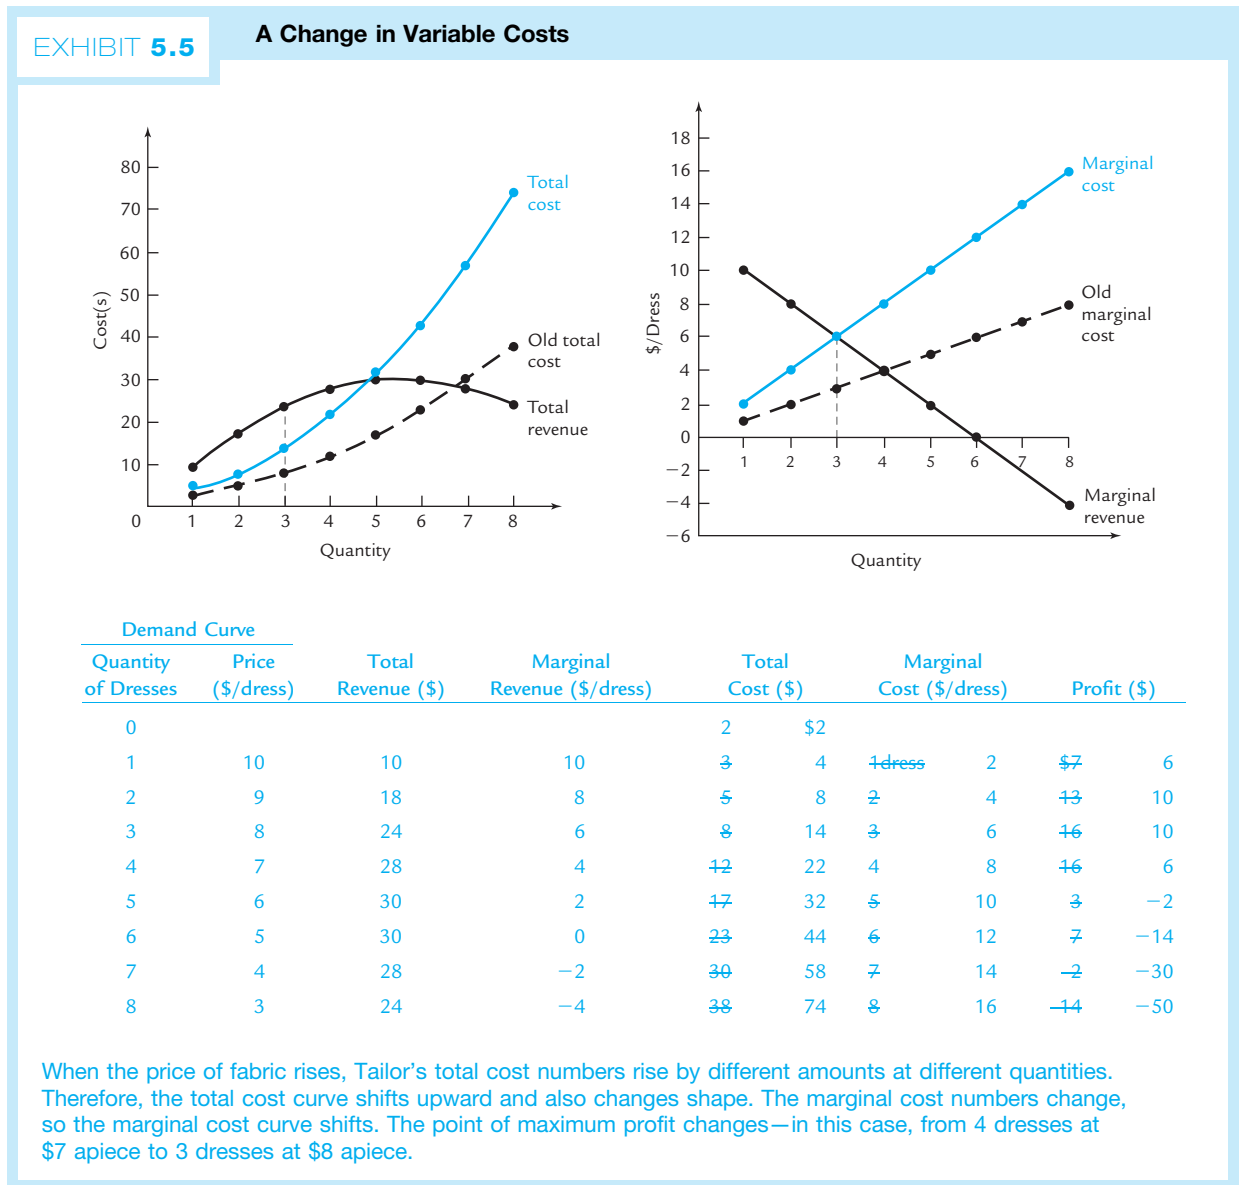 EXHIBIT 5.5
A Change in Variable Costs
Cost(s)
80
70
60
50
40
30
20
10
0
1 2 3 4 5 6 7 8
Quantity
Total
cost
Old total
cost
Total
revenue
$/Dress
18
16
14
12
10
8
6
4
2
0
−2
−4
−6
1 2 3 4 5 6 7 8
Quantity
Marginal
cost
Old
marginal
cost
Marginal
revenue
Demand Curve
Quantity Price Total Marginal Total Marginal
of Dresses ($/dress) Revenue ($) Revenue ($/dress) Cost ($) Cost ($/dress) Profit ($)
0 2 $2
1 10 10 10 3 4 1dress 2 $7 6
2 9 18 8 5 8 2 4 13 10
3 8 24 6 8 14 3 6 16 10
4 7 28 4 12 22 4 8 16 6
5 6 30 2 17 32 5 10 3 −2
6 5 30 0 23 44 6 12 7 −14
7 4 28 −2 30 58 7 14 −2 −30
8 3 24 −4 38 74 8 16 −14 −50
When the price of fabric rises, Tailor's total cost numbers rise by different amounts at different quantities.
Therefore, the total cost curve shifts upward and also changes shape. The marginal cost numbers change,
so the marginal cost curve shifts. The point of maximum profit changes—in this case, from 4 dresses at
$7 apiece to 3 dresses at $8 apiece.